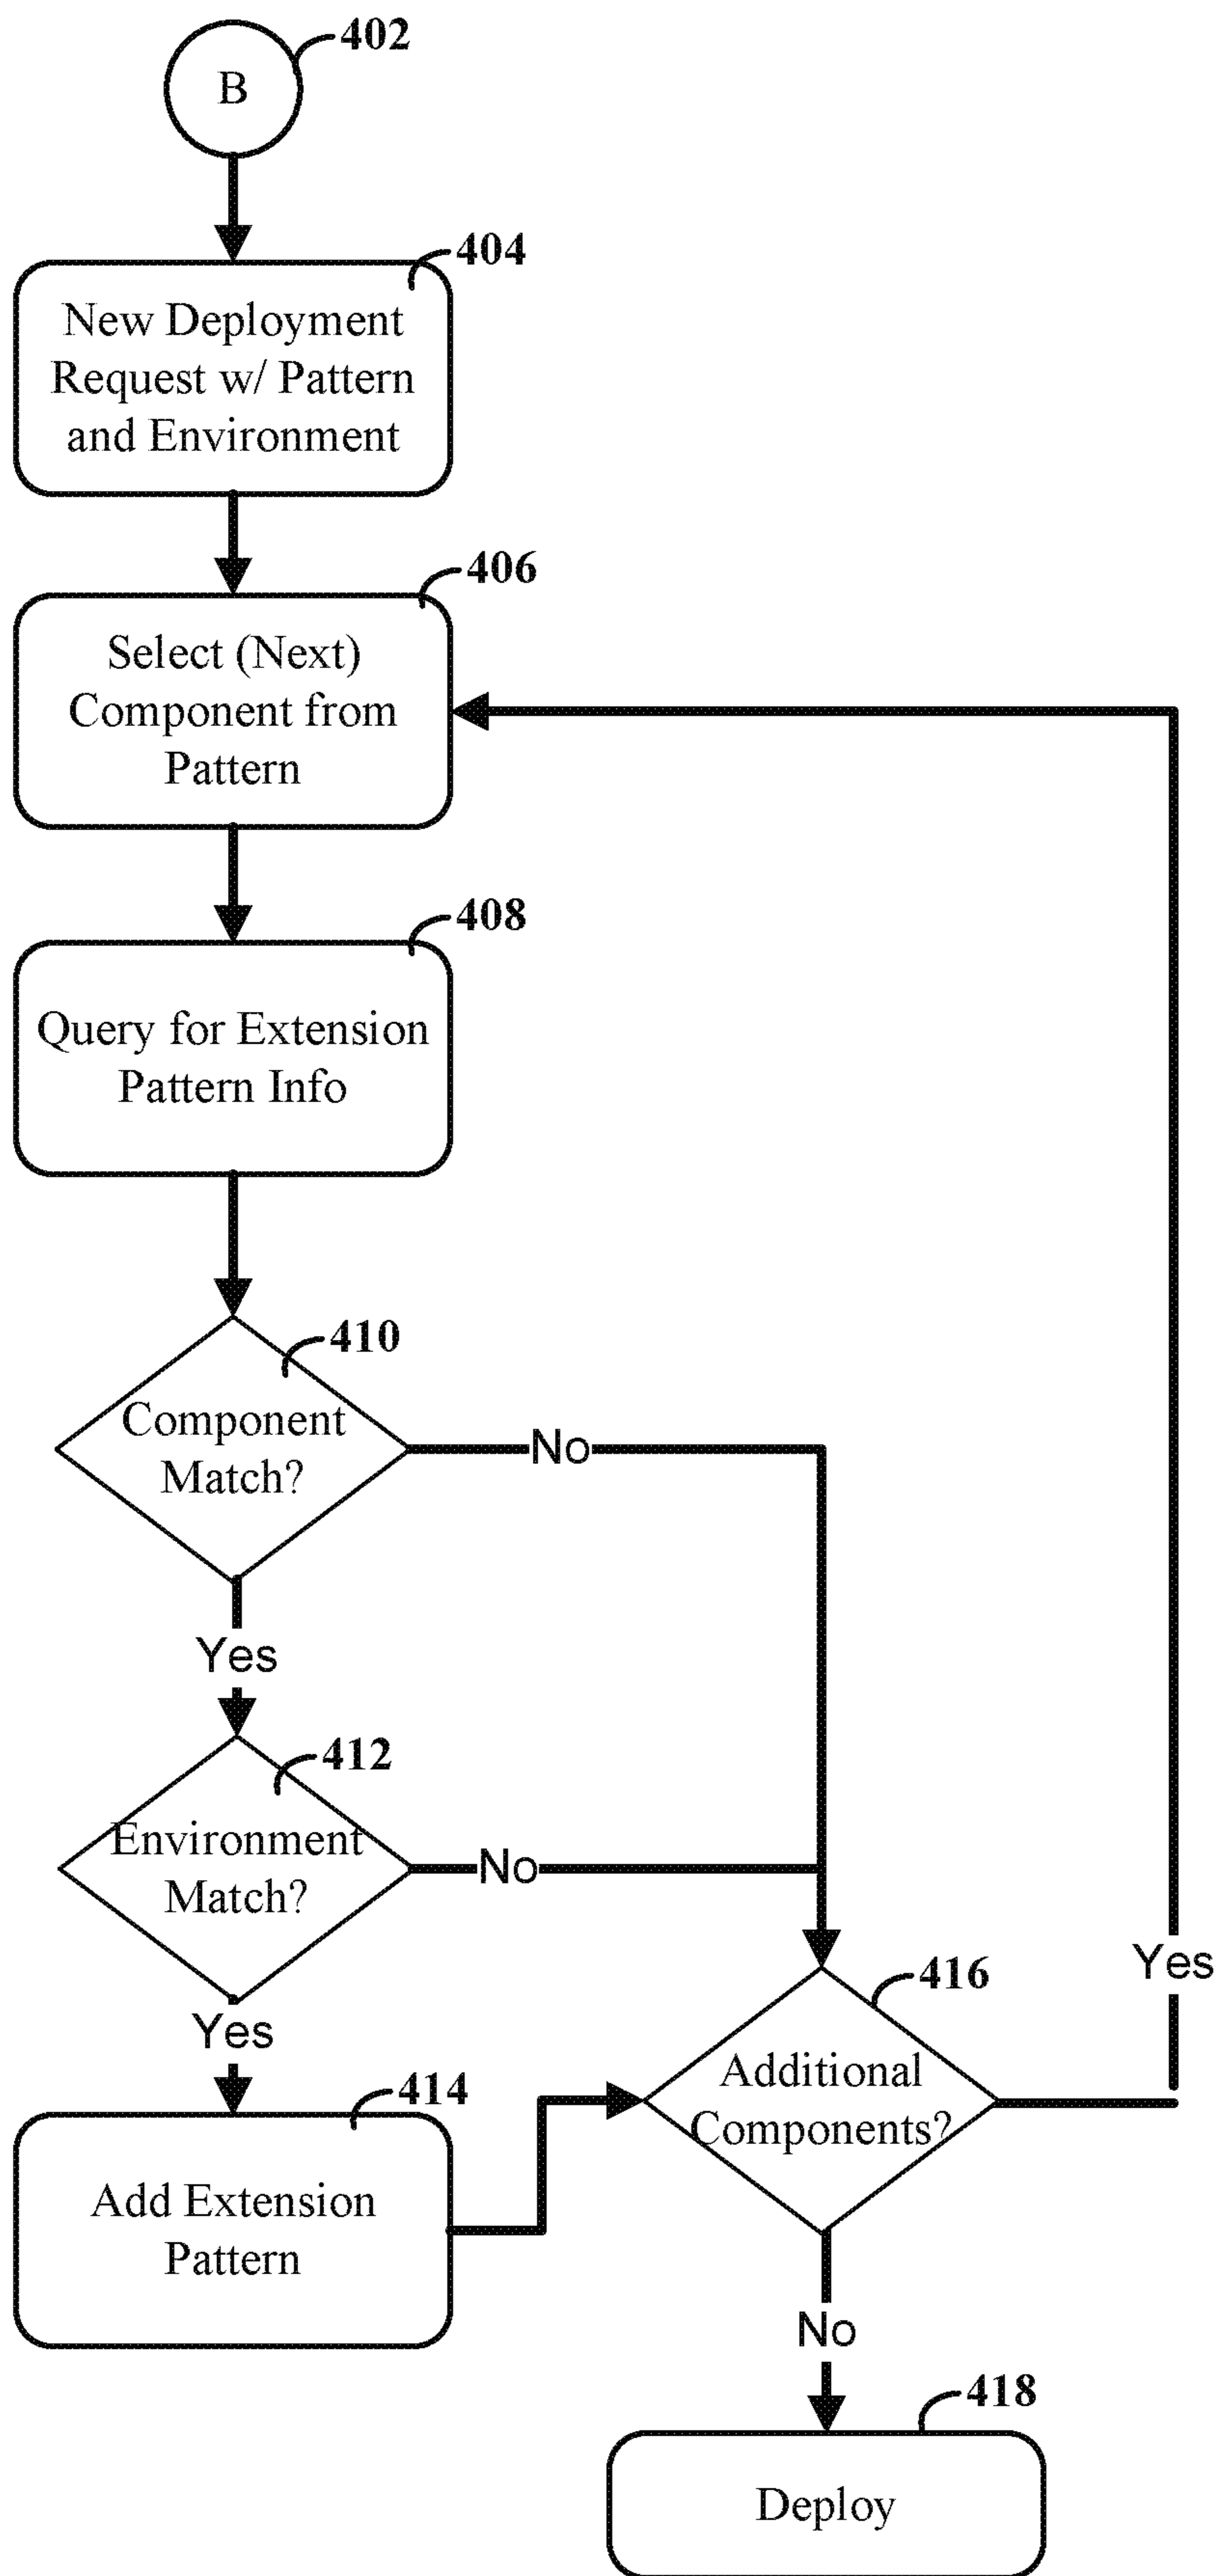 402
B
404
New Deployment
Request w/ Pattern
and Environment
406
Select (Next)
Component from
Pattern
408
Query for Extension
Pattern Info
410
Component
Match?
No
Yes
412
Environment
Match?
No
Yes
416
Additional
Components?
Yes
414
Add Extension
Pattern
No
418
Deploy